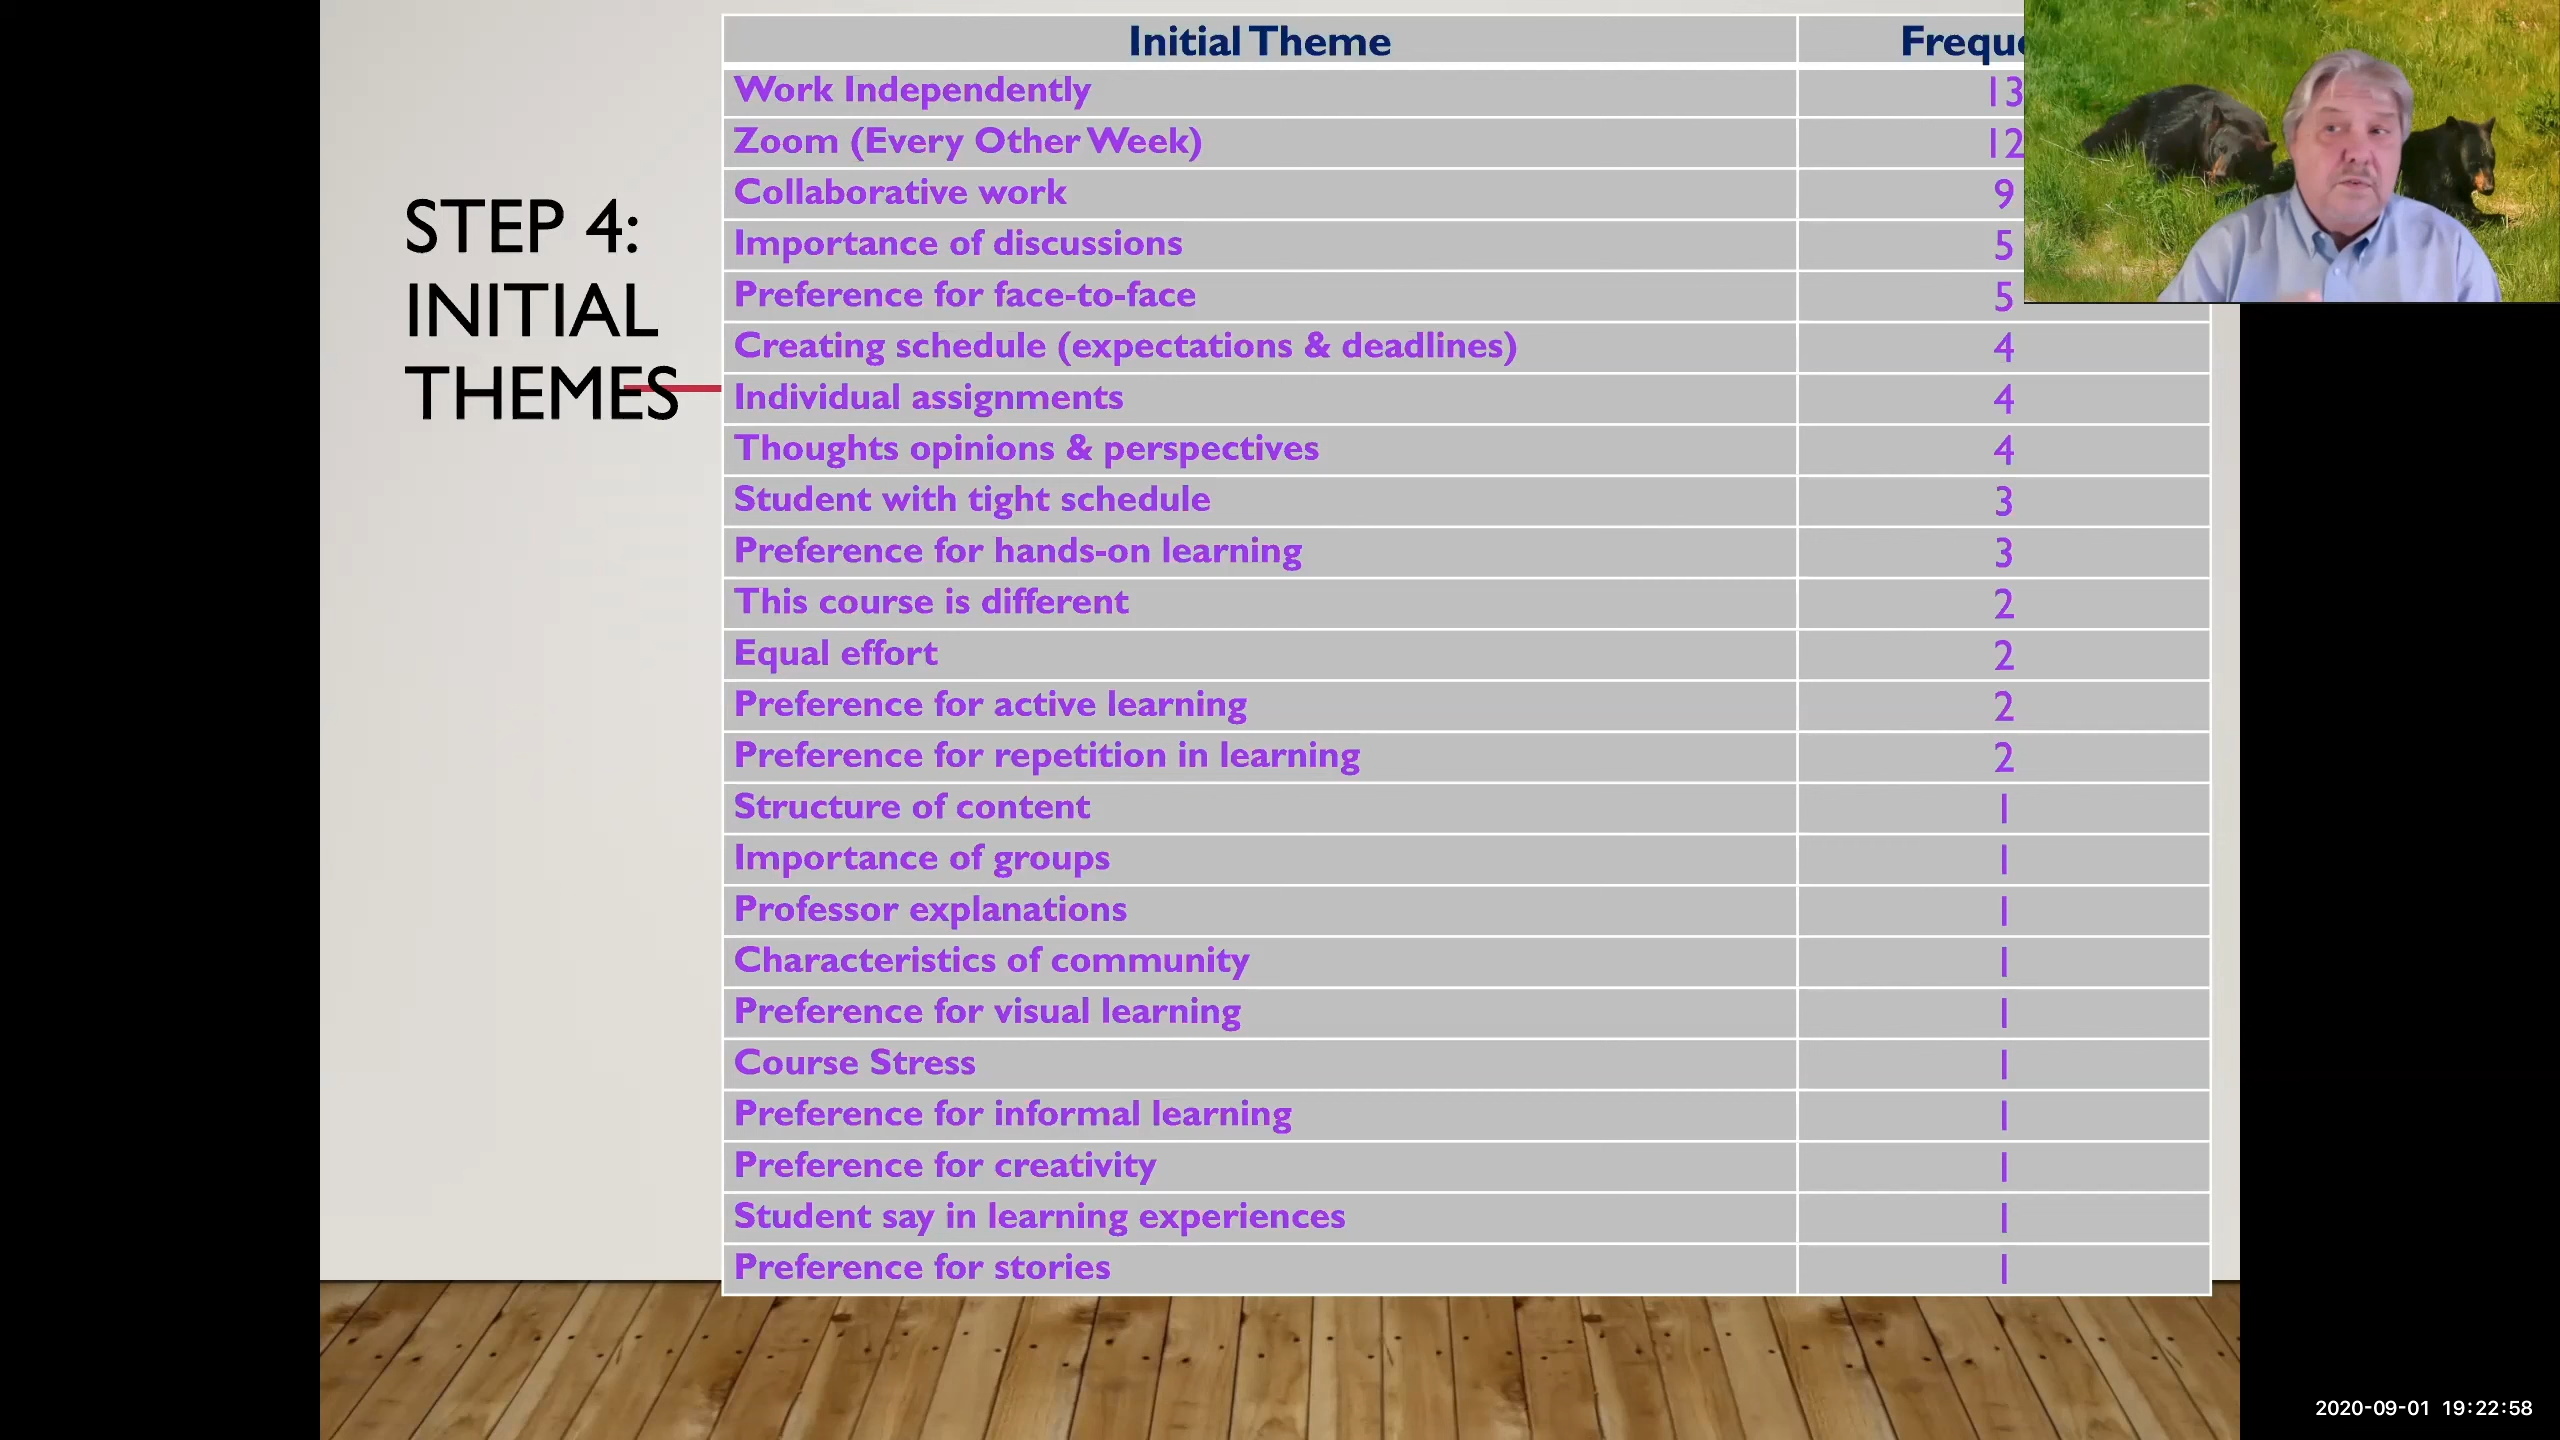 STEP 4:
INITIAL
THEMES
Initial Theme
Work Independently 13
Zoom (Every Other Week) 12
Collaborative work 9
Importance of discussions 5
Preference for face-to-face 5
Creating schedule (expectations & deadlines) 4
Individual assignments 4
Thoughts opinions & perspectives 4
Student with tight schedule 3
Preference for hands-on learning 3
This course is different 2
Equal effort 2
Preference for active learning 2
Preference for repetition in learning 2
Structure of content 1
Importance of groups 1
Professor explanations 1
Characteristics of community 1
Preference for visual learning 1
Course Stress 1
Preference for informal learning 1
Preference for creativity 1
Student say in learning experiences 1
Preference for stories 1
2020-09-01 19:22:58